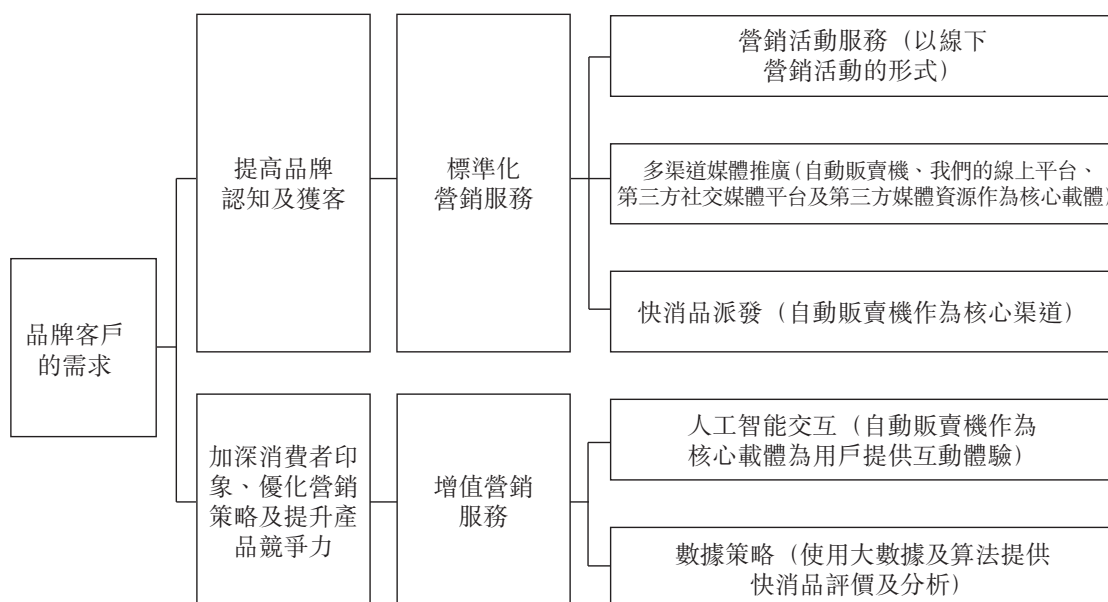 營銷活動服務（以線下
營銷活動的形式）
提高品牌
認知及獲客
標準化
營銷服務
多渠道媒體推廣（自動販賣機、我們的線上平台、
第三方社交媒體平台及第三方媒體資源作為核心載體）
快消品派發（自動販賣機作為核心渠道）
品牌客戶
的需求
加深消費者印
象、優化營銷
策略及提升產
品競爭力
增值營銷
服務
人工智能交互（自動販賣機作為
核心載體為用戶提供互動體驗）
數據策略（使用大數據及算法提供
快消品評價及分析）